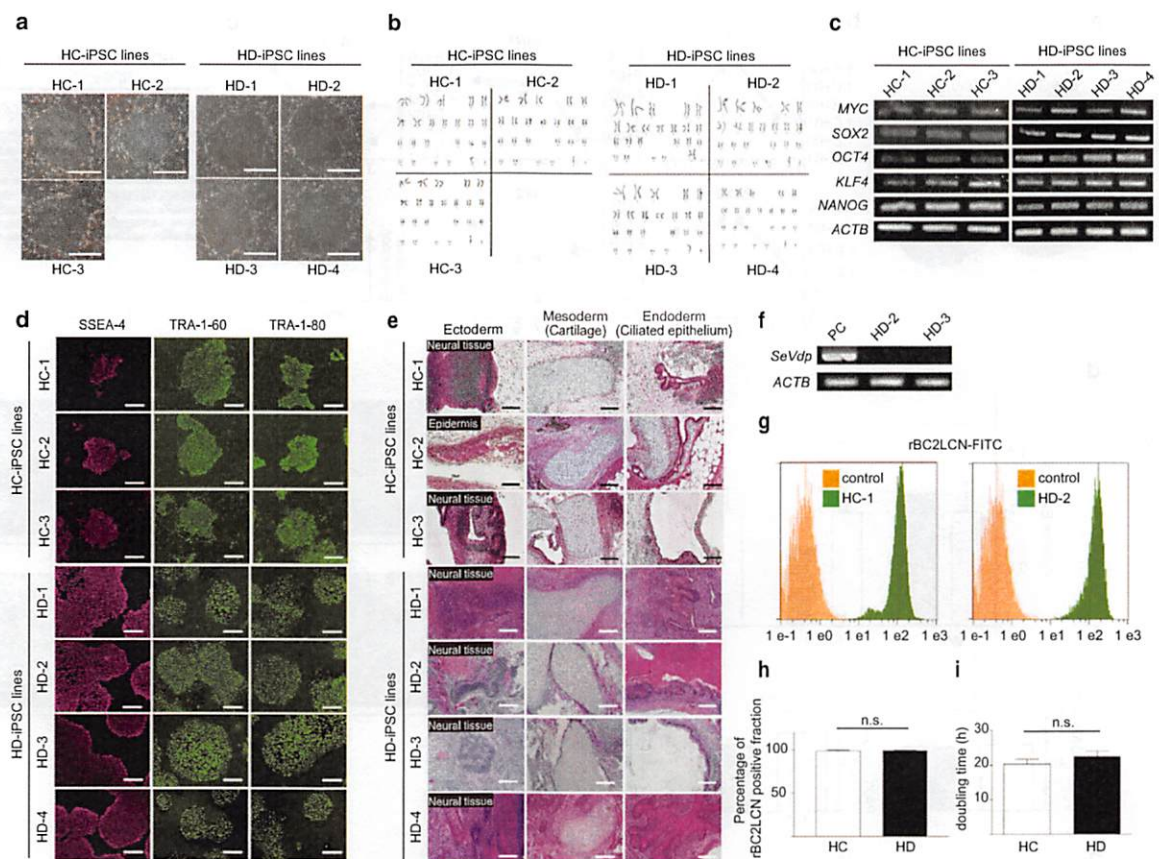 a
HC-iPSC lines HD-iPSC lines
HC-1 HC-2 HD-1 HD-2
HC-3 HD-3 HD-4
b
HC-iPSC lines HD-iPSC lines
HC-1 HC-2 HD-1 HD-2
HC-3 HD-3 HD-4
c
HC-iPSC lines HD-iPSC lines
HC-1 HC-2 HC-3 HD-1 HD-2 HD-3 HD-4
MYC
SOX2
OCT4
KLF4
NANOG
ACTB
d
SSEA-4 TRA-1-60 TRA-1-80
HC-iPSC lines
HC-1
HC-2
HC-3
HD-iPSC lines
HD-1
HD-2
HD-3
HD-4
e
Ectoderm Mesoderm (Cartilage) Endoderm (Ciliated epithelium)
HC-iPSC lines
HC-1 Neural tissue
HC-2 Epidermis
HC-3 Neural tissue
HD-iPSC lines
HD-1 Neural tissue
HD-2 Neural tissue
HD-3 Neural tissue
HD-4 Neural tissue
f
PC HD-2 HD-3
SeVdp
ACTB
g
rBC2LCN-FITC
control control
HC-1 HD-2
1 e-1 1 e0 1 e1 1 e2 1 e3 1 e-1 1 e0 1 e1 1 e2 1 e3
h
n.s.
Percentage of
rBC2LCN positive fraction
100
50
HC HD
i
n.s.
doubling time (h)
30
20
10
0
HC HD